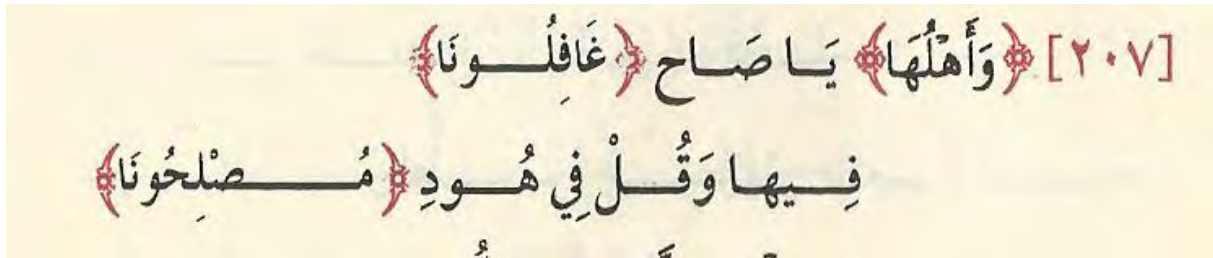 [٢٠٧] ﴿وَأَهْلُهَا﴾ يَا صَاحِ ﴿غَافِلُونَا﴾
فِيهَا وَقُلْ فِي هُودِ ﴿مُصْلِحُونَا﴾